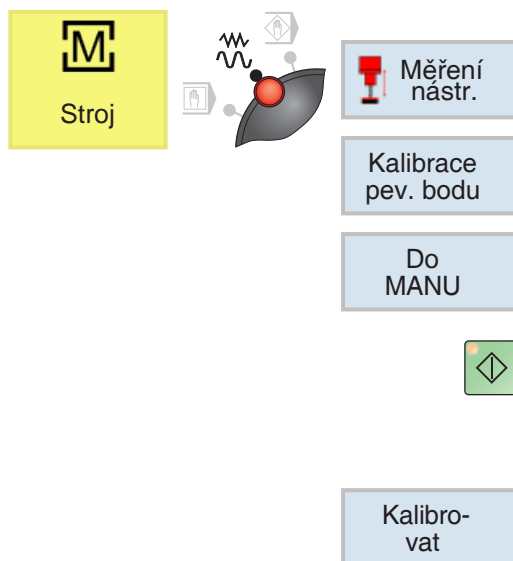 M
Stroj
Měření
nástr.
Kalibrace
pev. bodu
Do
MANU
Kalibro-
vat